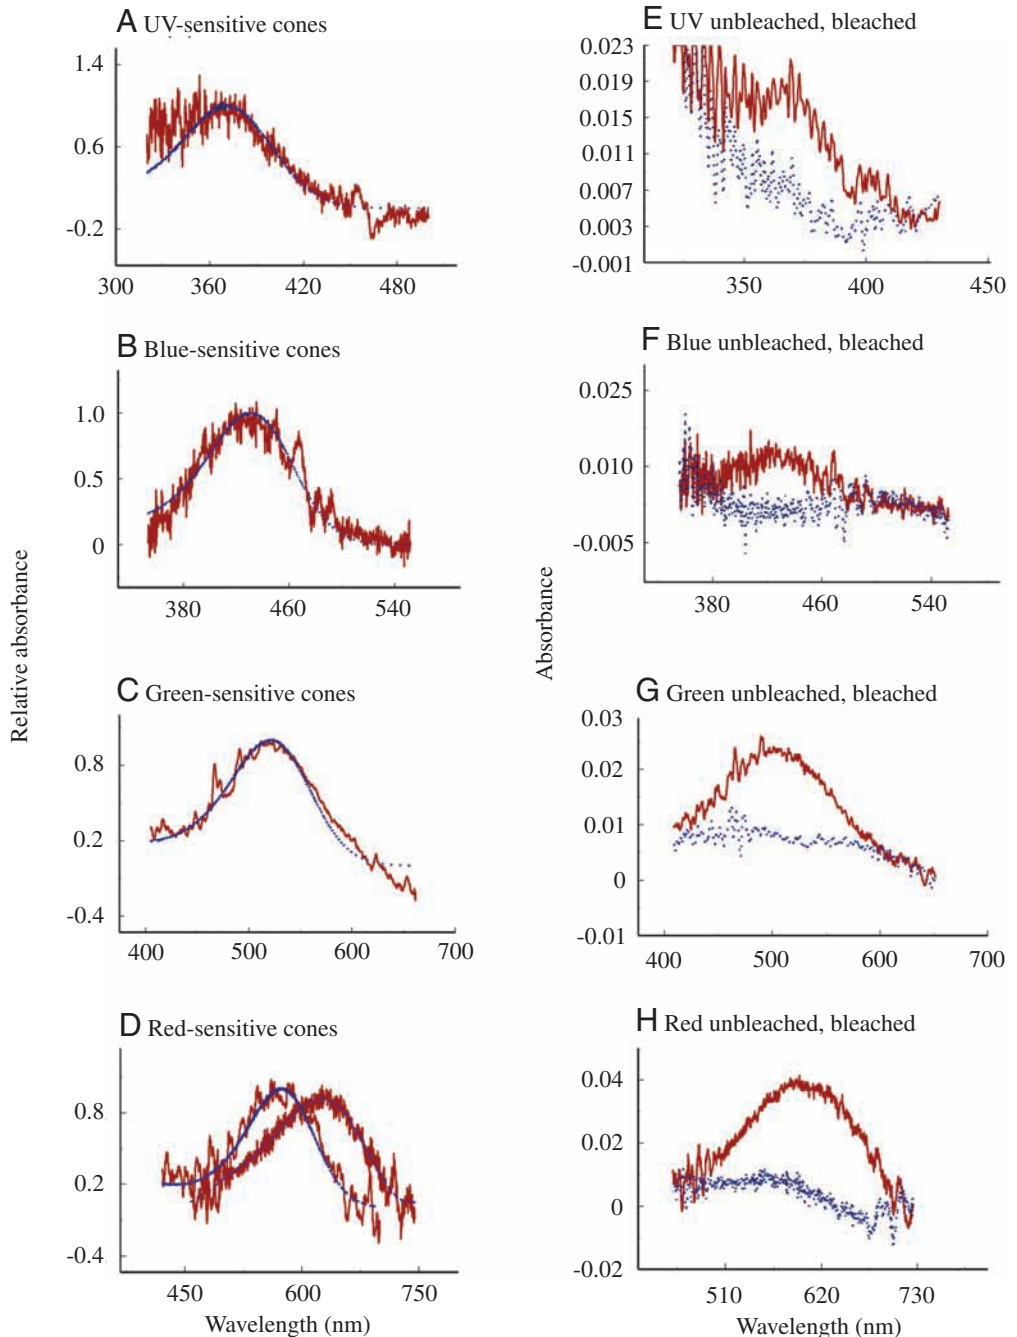 A UV-sensitive cones
1.4
0.6
-0.2
300 360 420 480
E UV unbleached, bleached
0.023
0.019
0.015
0.011
0.007
0.003
-0.001
350 400 450
B Blue-sensitive cones
1.0
0.5
0
380 460 540
F Blue unbleached, bleached
0.025
0.010
-0.005
380 460 540
Relative absorbance
Absorbance
C Green-sensitive cones
0.8
0.2
-0.4
400 500 600 700
G Green unbleached, bleached
0.03
0.02
0.01
0
-0.01
400 500 600 700
D Red-sensitive cones
0.8
0.2
-0.4
450 600 750
Wavelength (nm)
H Red unbleached, bleached
0.04
0.02
0
-0.02
510 620 730
Wavelength (nm)